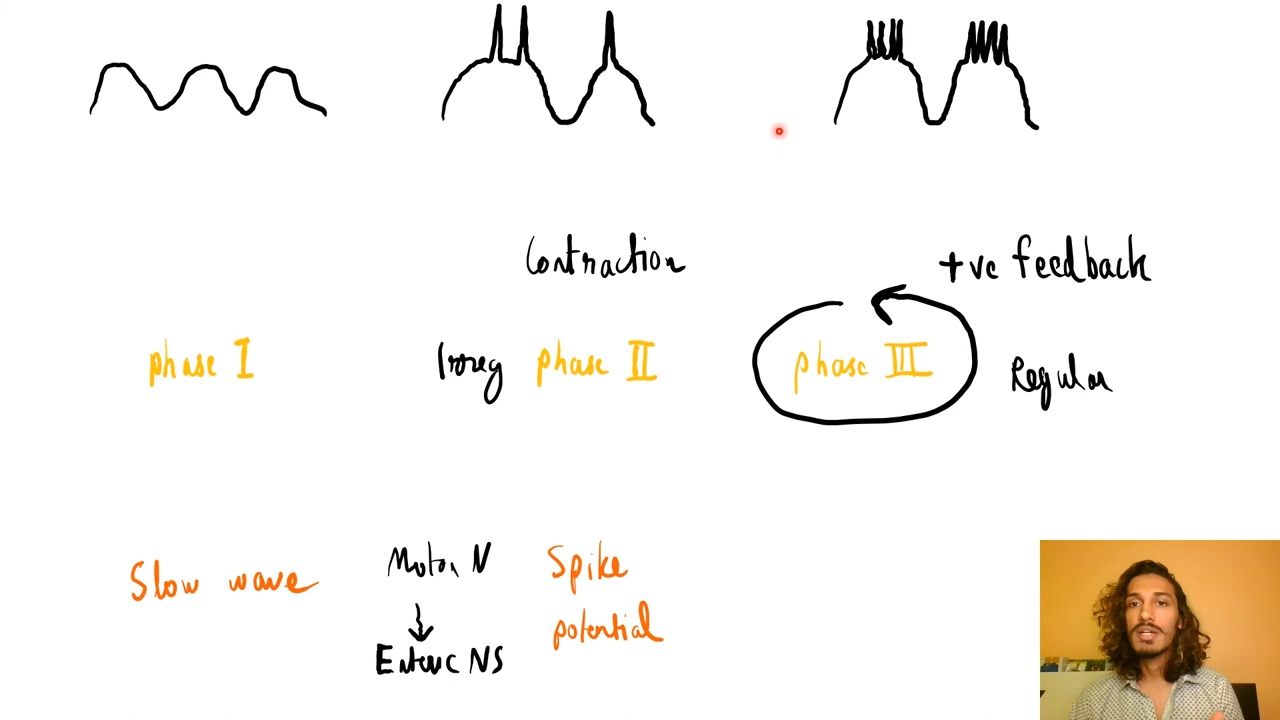 Contraction
+ve feedback
phase I
Irreg phase II
phase III
Regular
Slow wave
Motor N
Enteric NS
Spike
potential